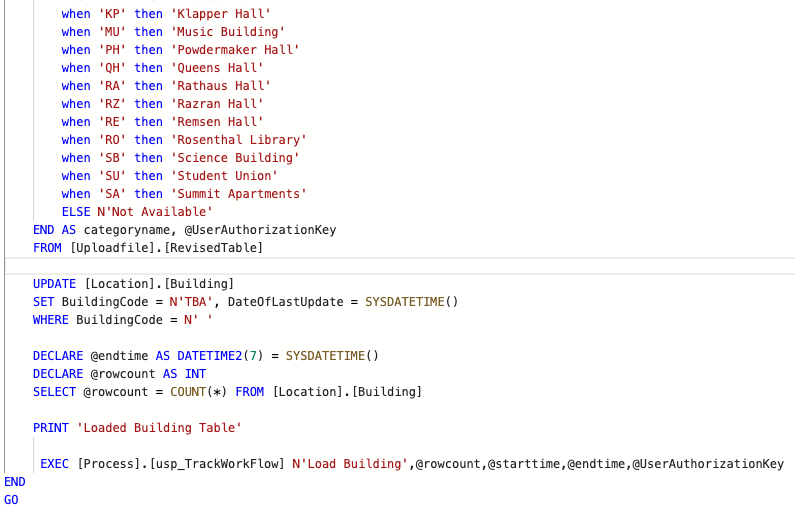 when 'KP' then 'Klapper Hall'
when 'MU' then 'Music Building'
when 'PH' then 'Powdermaker Hall'
when 'QH' then 'Queens Hall'
when 'RA' then 'Rathaus Hall'
when 'RZ' then 'Razran Hall'
when 'RE' then 'Remsen Hall'
when 'RO' then 'Rosenthal Library'
when 'SB' then 'Science Building'
when 'SU' then 'Student Union'
when 'SA' then 'Summit Apartments'
ELSE N'Not Available'
END AS categoryname, @UserAuthorizationKey
FROM [Uploadfile].[RevisedTable]
UPDATE [Location].[Building]
SET BuildingCode = N'TBA', DateOfLastUpdate = SYSDATETIME()
WHERE BuildingCode = N' '
DECLARE @endtime AS DATETIME2(7) = SYSDATETIME()
DECLARE @rowcount AS INT
SELECT @rowcount = COUNT(*) FROM [Location].[Building]
PRINT 'Loaded Building Table'
EXEC [Process].[usp_TrackWorkFlow] N'Load Building',@rowcount,@starttime,@endtime,@UserAuthorizationKey
END
GO